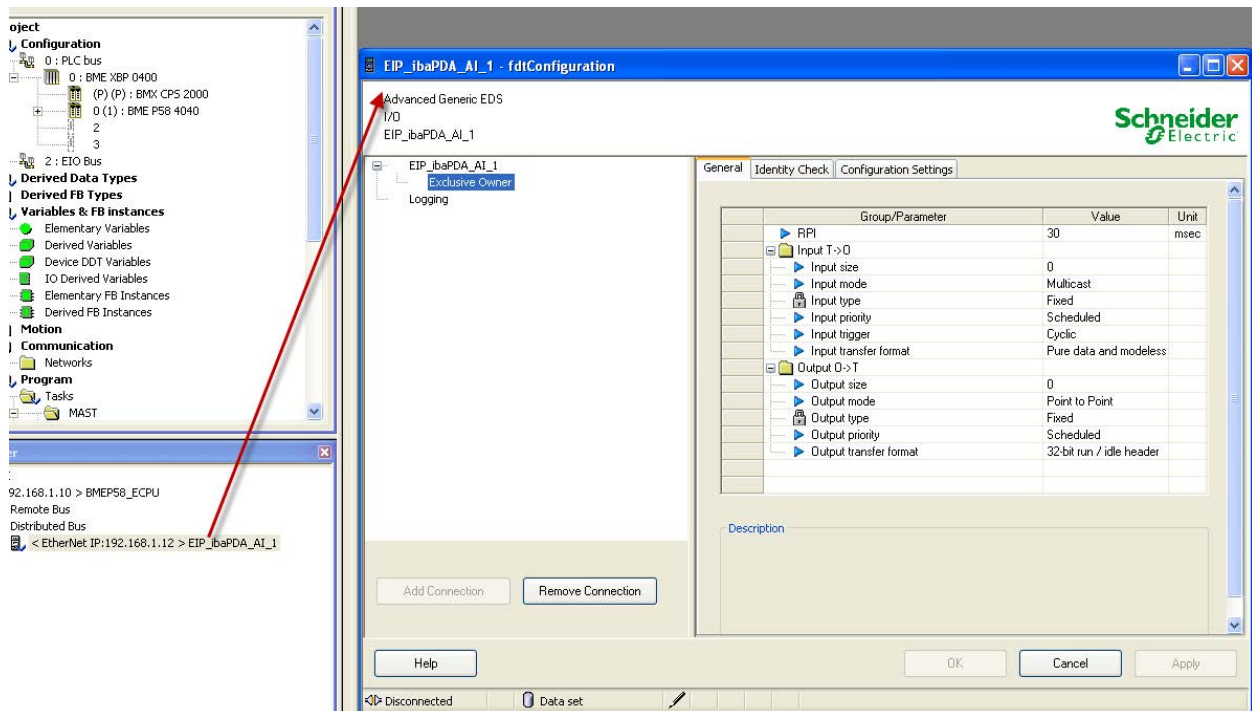 oject
Configuration
0 : PLC bus
0 : BME XBP 0400
(P) (P) : BMX CPS 2000
0 (1) : BME P58 4040
2
3
2 : EIO Bus
Derived Data Types
Derived FB Types
Variables & FB instances
Elementary Variables
Derived Variables
Device DDT Variables
IO Derived Variables
Elementary FB Instances
Derived FB Instances
Motion
Communication
Networks
Program
Tasks
MAST
er
92.168.1.10 > BMEP58_ECPU
Remote Bus
Distributed Bus
< EtherNet IP:192.168.1.12 > EIP_ibaPDA_AI_1
EIP_ibaPDA_AI_1 - fdtConfiguration
Advanced Generic EDS
I/O
EIP_ibaPDA_AI_1
Schneider
Electric
EIP_ibaPDA_AI_1
Exclusive Owner
Logging
General Identity Check Configuration Settings
Group/Parameter Value Unit
RPI 30 msec
Input T->O
Input size 0
Input mode Multicast
Input type Fixed
Input priority Scheduled
Input trigger Cyclic
Input transfer format Pure data and modeless
Output O->T
Output size 0
Output mode Point to Point
Output type Fixed
Output priority Scheduled
Output transfer format 32-bit run / idle header
Description
Add Connection Remove Connection
Help OK Cancel Apply
Disconnected Data set